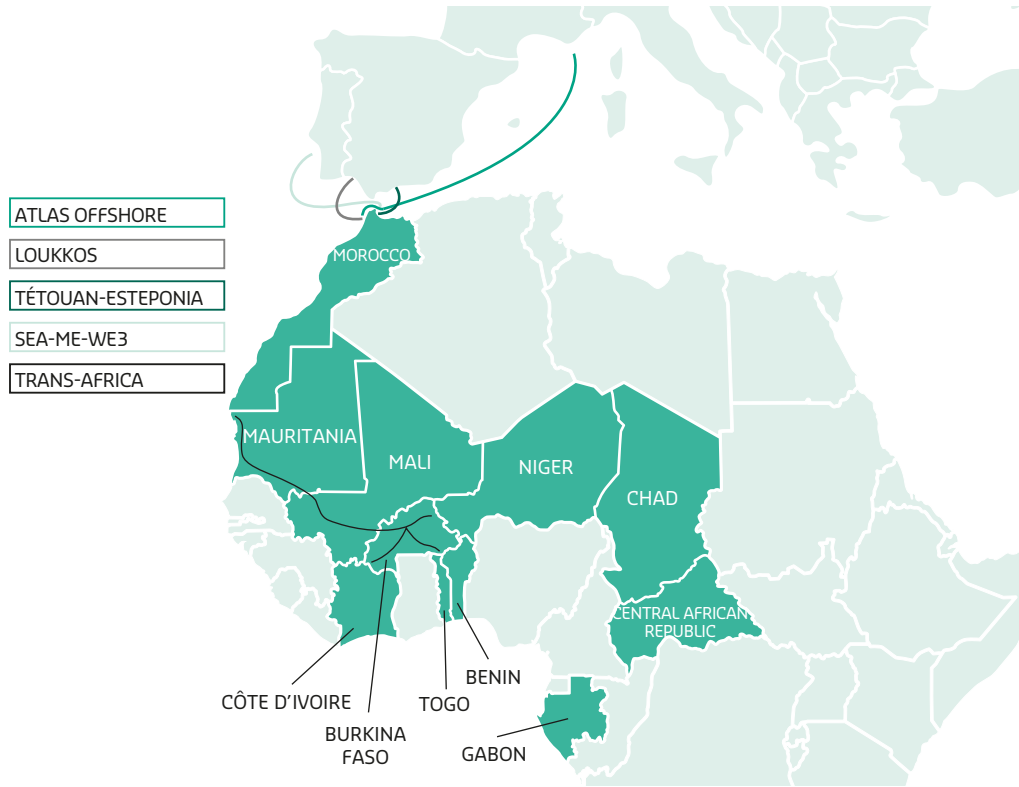 ATLAS OFFSHORE
LOUKKOS
TÉTOUAN-ESTEPONIA
SEA-ME-WE3
TRANS-AFRICA
MOROCCO
MAURITANIA
MALI
NIGER
CHAD
CENTRAL AFRICAN
REPUBLIC
CÔTE D'IVOIRE
BURKINA
FASO
TOGO
BENIN
GABON